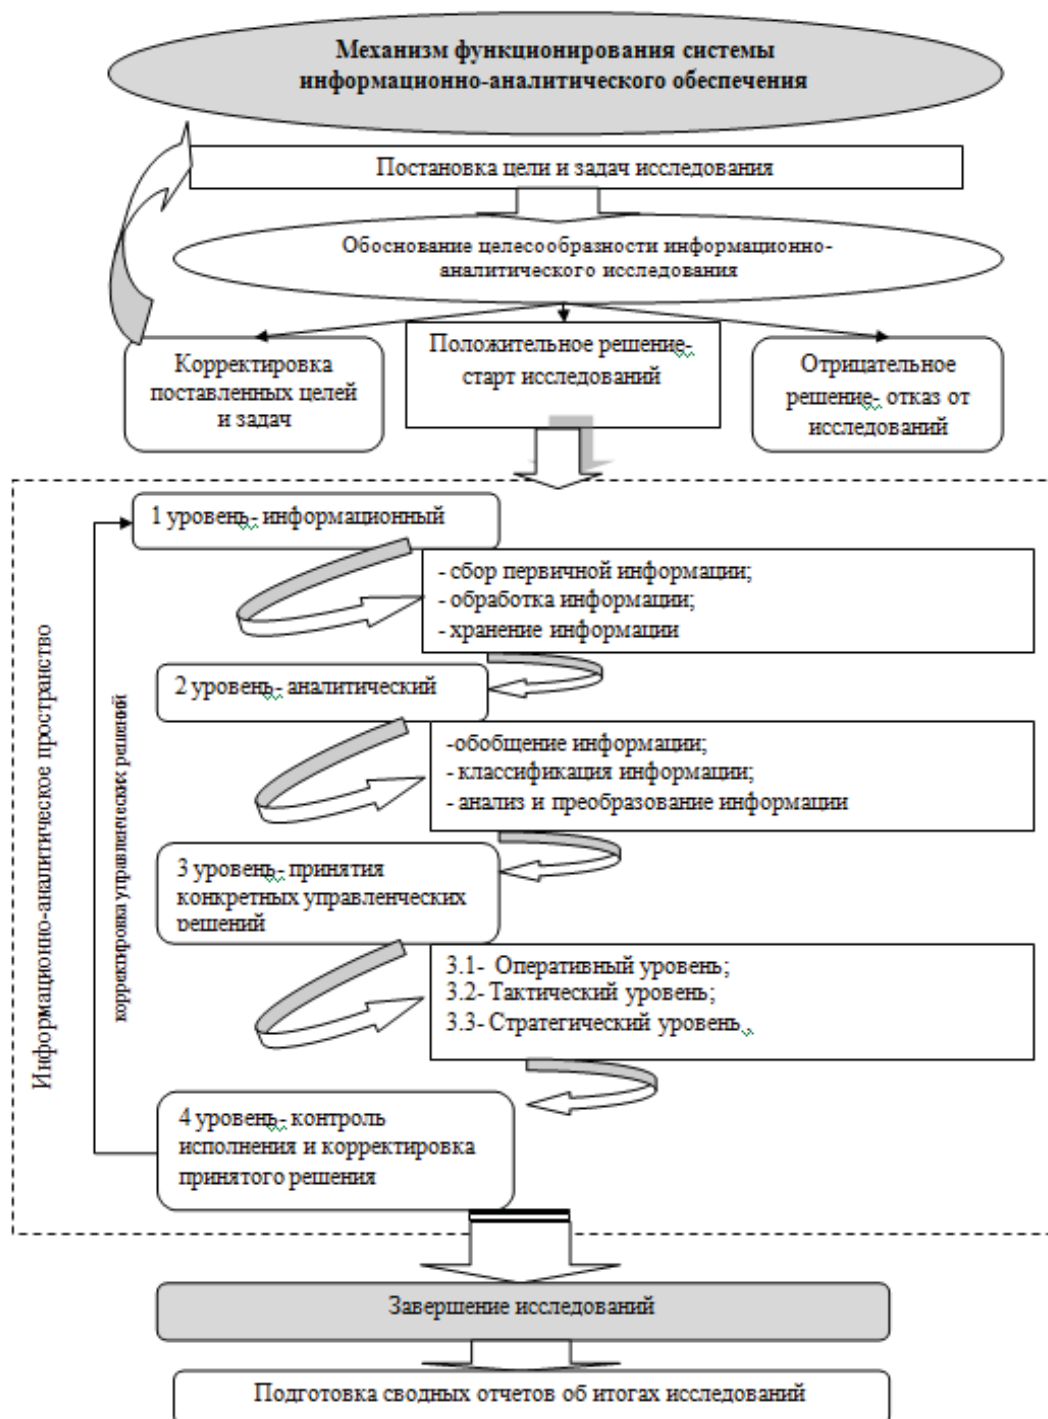 Механизм функционирования системы
информационно-аналитического обеспечения
Постановка цели и задач исследования
Обоснование целесообразности информационно-
аналитического исследования
Корректировка
поставленных целей
и задач
Положительное решение-
старт исследований
Отрицательное
решение- отказ от
исследований
Информационно-аналитическое пространство
корректировка управленческих решений
1 уровень- информационный
- сбор первичной информации;
- обработка информации;
- хранение информации
2 уровень- аналитический
-обобщение информации;
- классификация информации;
- анализ и преобразование информации
3 уровень- принятия
конкретных управленческих
решений
3.1- Оперативный уровень;
3.2- Тактический уровень;
3.3- Стратегический уровень
4 уровень- контроль
исполнения и корректировка
принятого решения
Завершение исследований
Подготовка сводных отчетов об итогах исследований